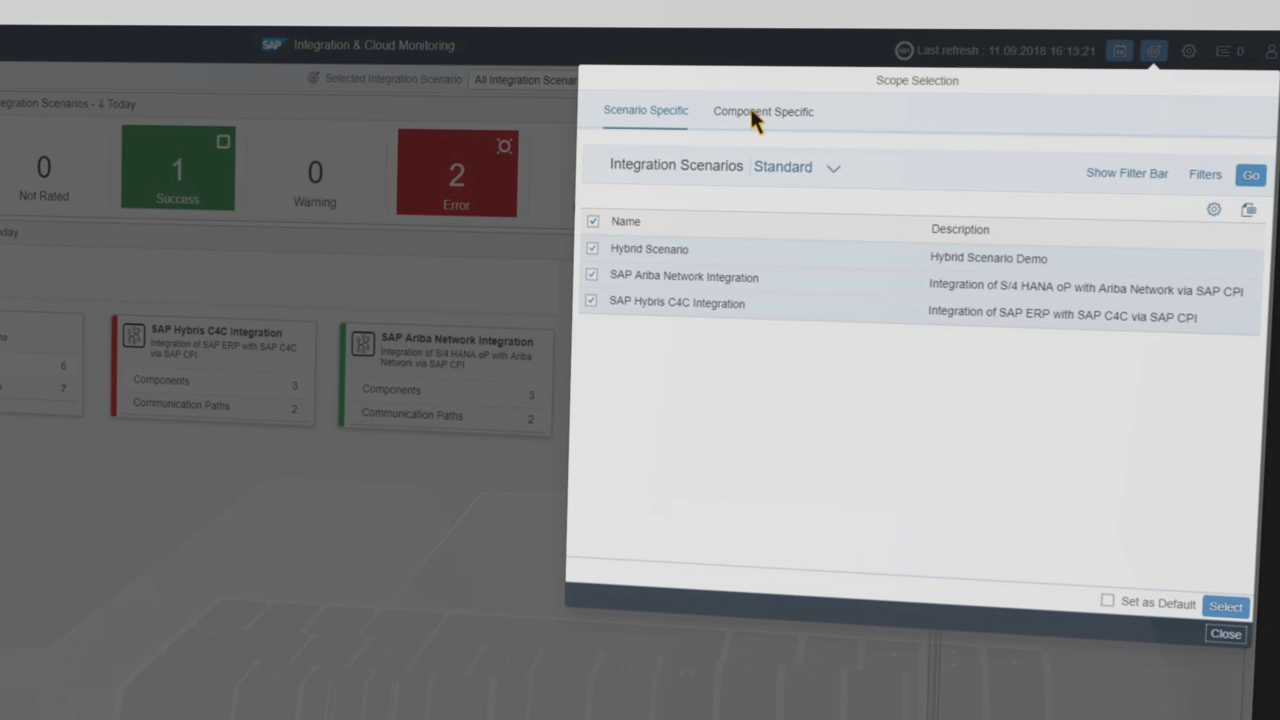 SAP Integration & Cloud Monitoring
Last refresh : 11.09.2018 16:13:21
0
Selected Integration Scenario All Integration Scenar
egration Scenarios - Today
0
Not Rated
1
Success
0
Warning
2
Error
day
6
7
SAP Hybris C4C Integration
Integration of SAP ERP with SAP C4C
via SAP CPI
Components 3
Communication Paths 2
SAP Ariba Network Integration
Integration of S/4 HANA oP with Ariba
Network via SAP CPI
Components 3
Communication Paths 2
Scope Selection
Scenario Specific Component Specific
Integration Scenarios Standard
Show Filter Bar Filters Go
Name Description
Hybrid Scenario Hybrid Scenario Demo
SAP Ariba Network Integration Integration of S/4 HANA oP with Ariba Network via SAP CPI
SAP Hybris C4C Integration Integration of SAP ERP with SAP C4C via SAP CPI
Set as Default Select
Close